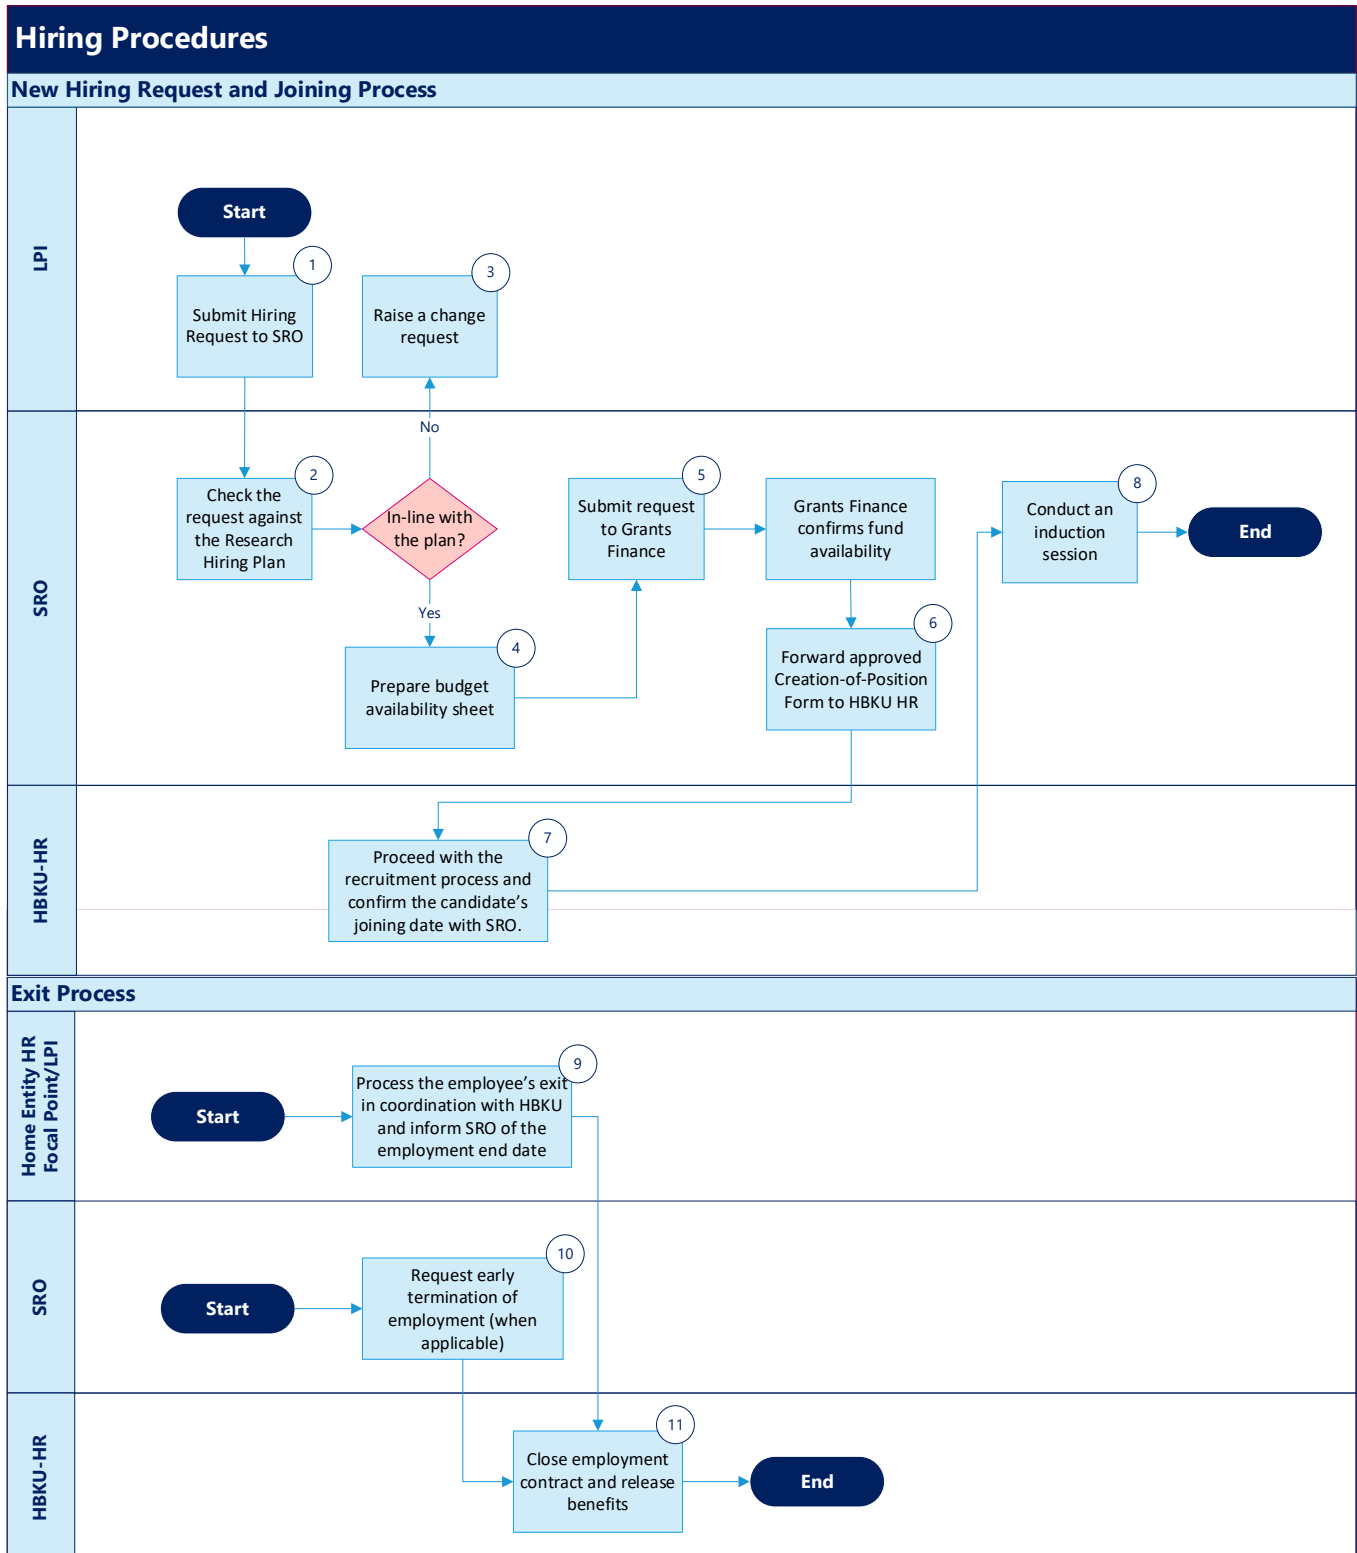 Hiring Procedures
New Hiring Request and Joining Process
LPI
Start
1
Submit Hiring
Request to SRO
3
Raise a change
request
SRO
No
2
Check the
request against
the Research
Hiring Plan
In-line with
the plan?
Yes
4
Prepare budget
availability sheet
5
Submit request
to Grants
Finance
Grants Finance
confirms fund
availability
6
Forward approved
Creation-of-Position
Form to HBKU HR
8
Conduct an
induction
session
End
HBKU-HR
7
Proceed with the
recruitment process and
confirm the candidate’s
joining date with SRO.
Exit Process
Home Entity HR
Focal Point/LPI
Start
9
Process the employee’s exit
in coordination with HBKU
and inform SRO of the
employment end date
SRO
Start
10
Request early
termination of
employment (when
applicable)
HBKU-HR
11
Close employment
contract and release
benefits
End